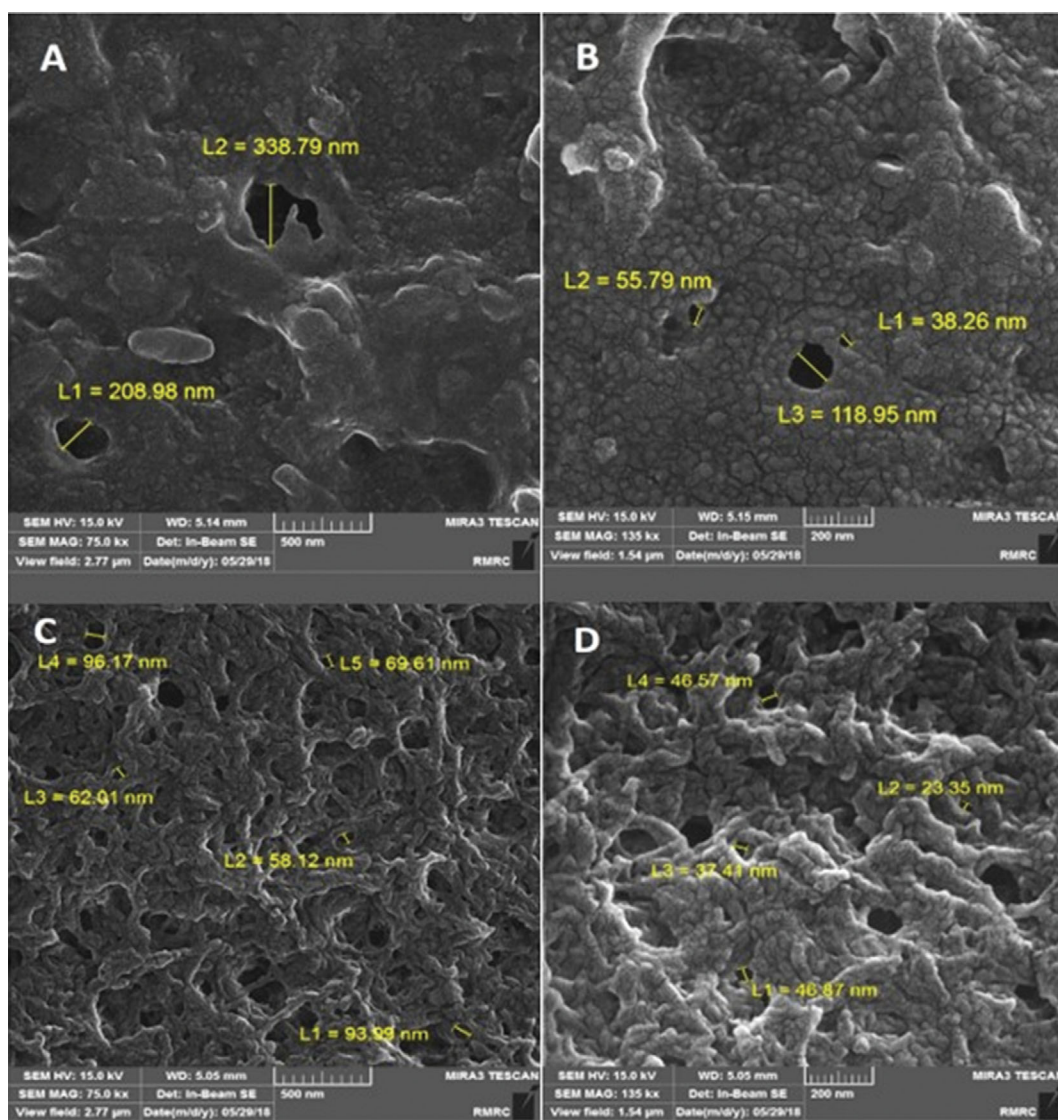 A
L2 = 338.79 nm
L1 = 208.98 nm
SEM HV: 15.0 kV WD: 5.14 mm MIRA3 TESCAN
SEM MAG: 75.0 kx Det: In-Beam SE 500 nm
View field: 2.77 µm Date(m/d/y): 05/29/18 RMRC
B
L2 = 55.79 nm
L1 = 38.26 nm
L3 = 118.95 nm
SEM HV: 15.0 kV WD: 5.15 mm MIRA3 TESCAN
SEM MAG: 135 kx Det: In-Beam SE 200 nm
View field: 1.54 µm Date(m/d/y): 05/29/18 RMRC
C
L4 = 96.17 nm
L5 = 69.61 nm
L3 = 62.01 nm
L2 = 58.12 nm
L1 = 93.99 nm
SEM HV: 15.0 kV WD: 5.05 mm MIRA3 TESCAN
SEM MAG: 75.0 kx Det: In-Beam SE 500 nm
View field: 2.77 µm Date(m/d/y): 05/29/18 RMRC
D
L4 = 46.57 nm
L2 = 23.35 nm
L3 = 37.41 nm
L1 = 46.87 nm
SEM HV: 15.0 kV WD: 5.05 mm MIRA3 TESCAN
SEM MAG: 135 kx Det: In-Beam SE 200 nm
View field: 1.54 µm Date(m/d/y): 05/29/18 RMRC